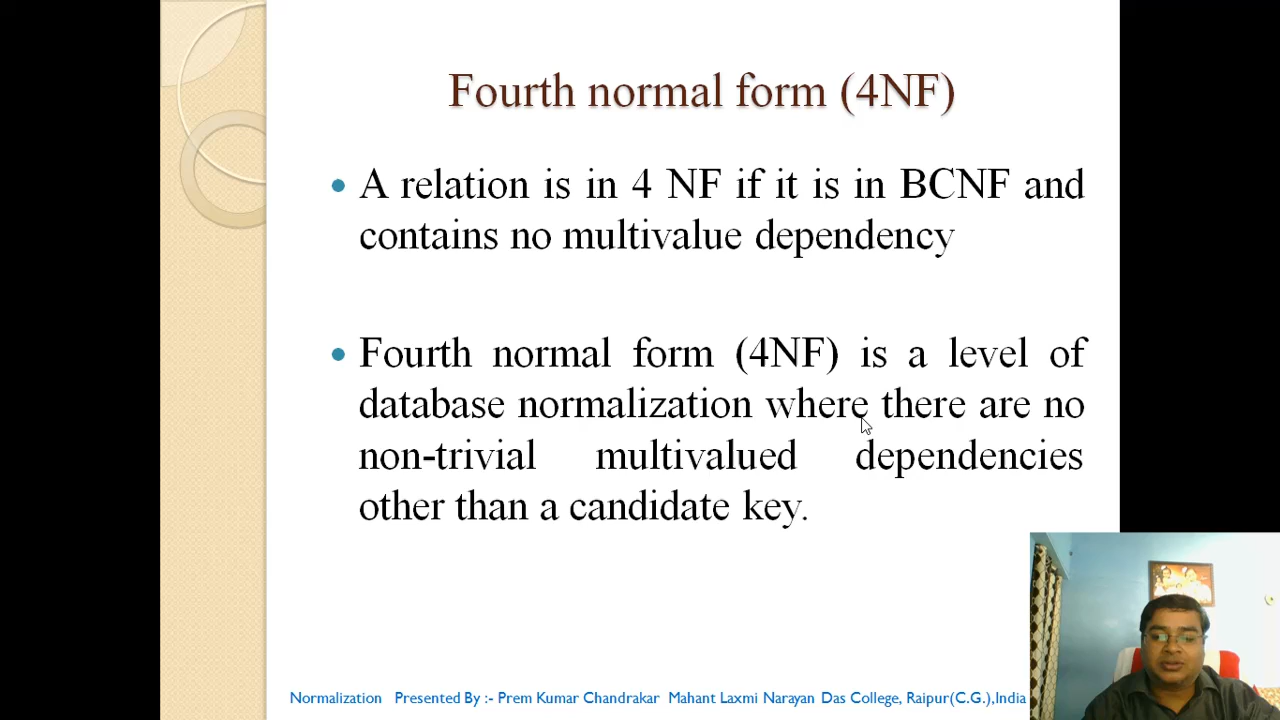 Fourth normal form (4NF)
A relation is in 4 NF if it is in BCNF and
contains no multivalue dependency
Fourth normal form (4NF) is a level of
database normalization where there are no
non-trivial multivalued dependencies
other than a candidate key.
Normalization Presented By :- Prem Kumar Chandrakar Mahant Laxmi Narayan Das College, Raipur(C.G.),India